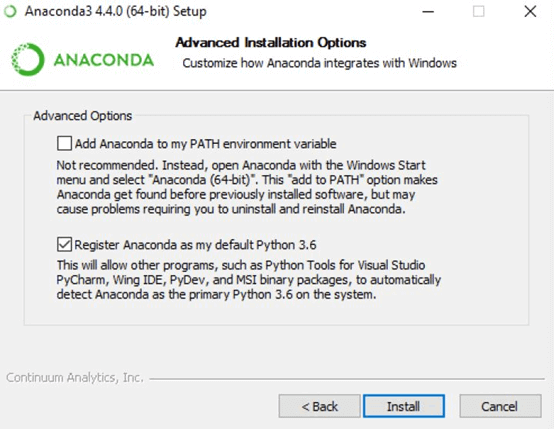 Anaconda3 4.4.0 (64-bit) Setup
Advanced Installation Options
ANACONDA
Customize how Anaconda integrates with Windows
Advanced Options
Add Anaconda to my PATH environment variable
Not recommended. Instead, open Anaconda with the Windows Start
menu and select "Anaconda (64-bit)". This "add to PATH" option makes
Anaconda get found before previously installed software, but may
cause problems requiring you to uninstall and reinstall Anaconda.
Register Anaconda as my default Python 3.6
This will allow other programs, such as Python Tools for Visual Studio
PyCharm, Wing IDE, PyDev, and MSI binary packages, to automatically
detect Anaconda as the primary Python 3.6 on the system.
Continuum Analytics, Inc.
< Back Install Cancel